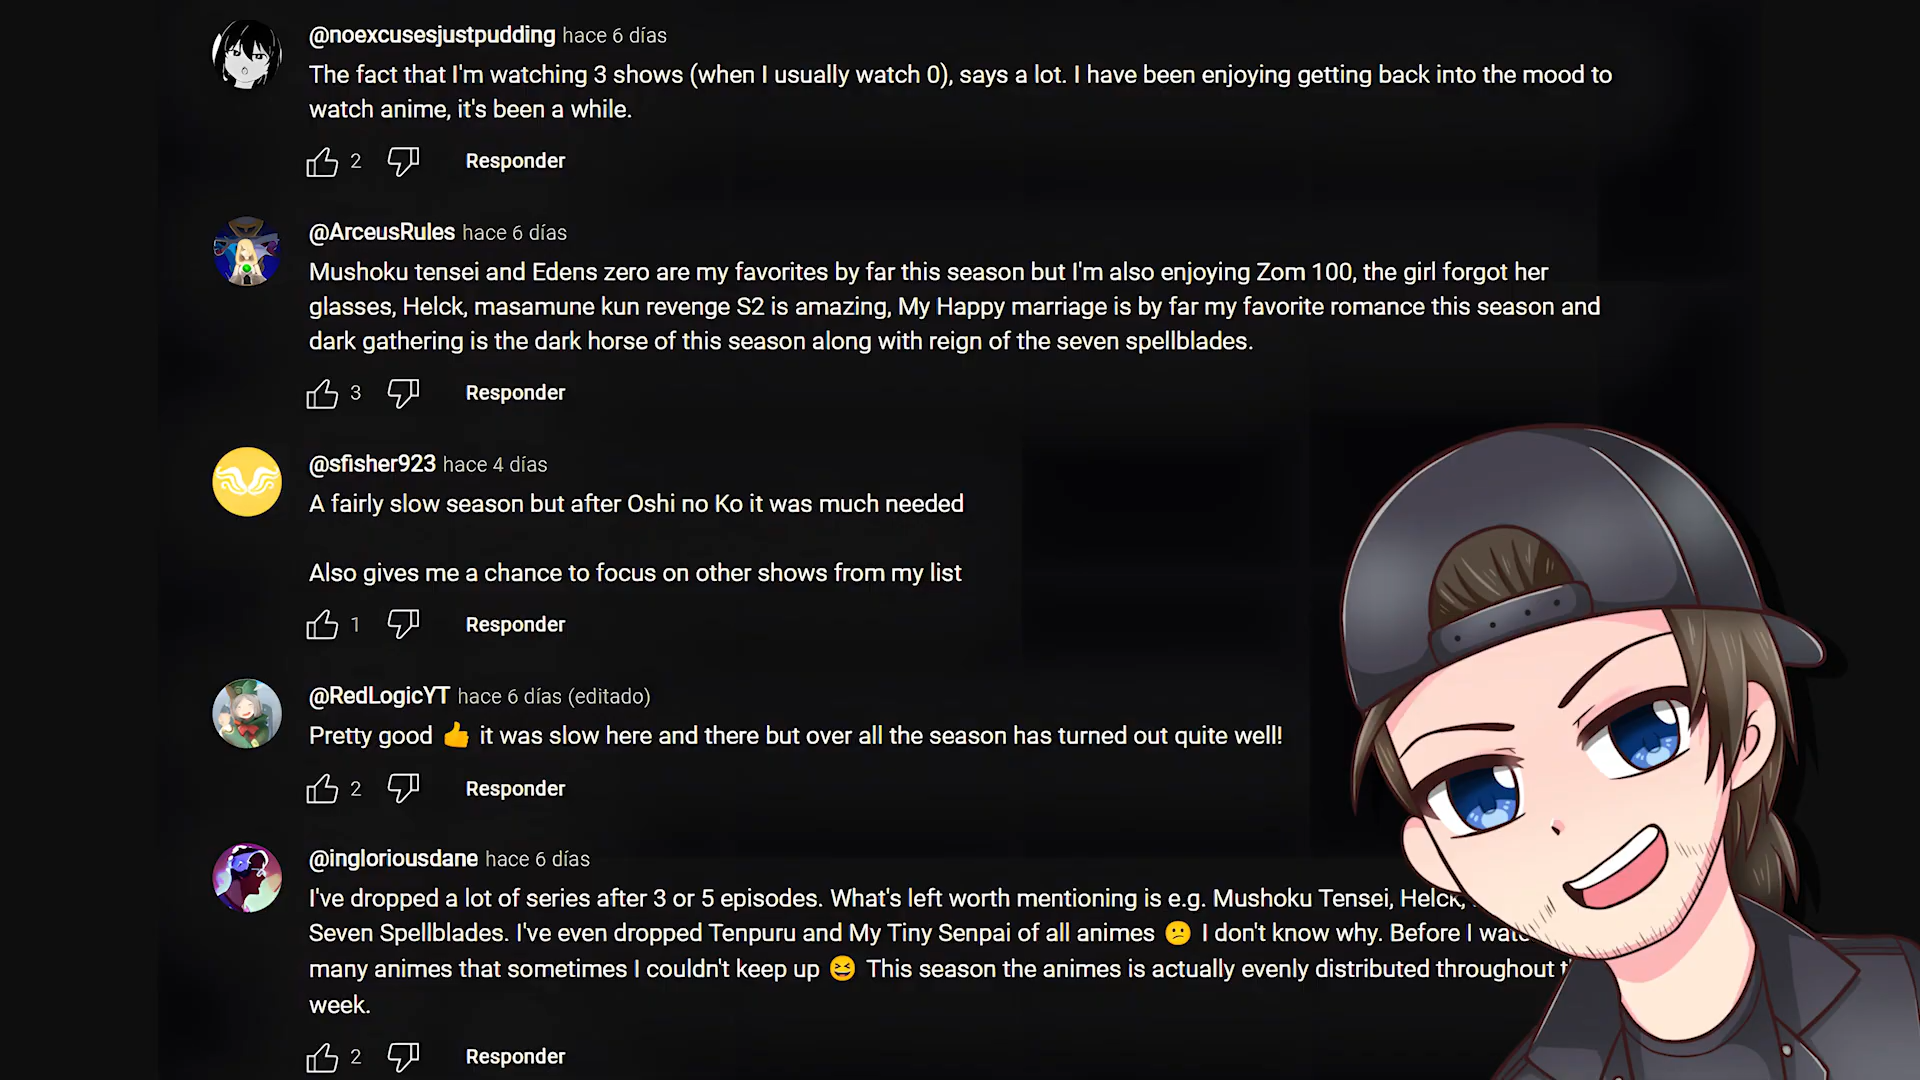 @noexcusesjustpudding hace 6 días
The fact that I'm watching 3 shows (when I usually watch 0), says a lot. I have been enjoying getting back into the mood to
watch anime, it's been a while.
2 Responder
@ArceusRules hace 6 días
Mushoku tensei and Edens zero are my favorites by far this season but I'm also enjoying Zom 100, the girl forgot her
glasses, Helck, masamune kun revenge S2 is amazing, My Happy marriage is by far my favorite romance this season and
dark gathering is the dark horse of this season along with reign of the seven spellblades.
3 Responder
@sfisher923 hace 4 días
A fairly slow season but after Oshi no Ko it was much needed
Also gives me a chance to focus on other shows from my list
1 Responder
@RedLogicYT hace 6 días (editado)
Pretty good 👍 it was slow here and there but over all the season has turned out quite well!
2 Responder
@ingloriousdane hace 6 días
I've dropped a lot of series after 3 or 5 episodes. What's left worth mentioning is e.g. Mushoku Tensei, Helck,
Seven Spellblades. I've even dropped Tenpuru and My Tiny Senpai of all animes 😕 I don't know why. Before I
many animes that sometimes I couldn't keep up 😆 This season the animes is actually evenly distributed throughout
week.
2 Responder